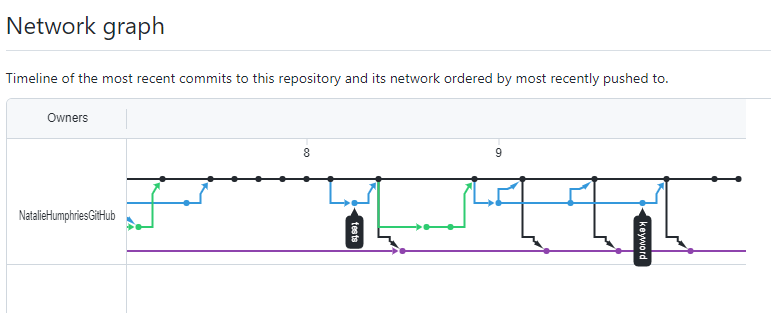 Network graph
Timeline of the most recent commits to this repository and its network ordered by most recently pushed to.
Owners
8
9
NatalieHumphriesGitHub
tests
keyword